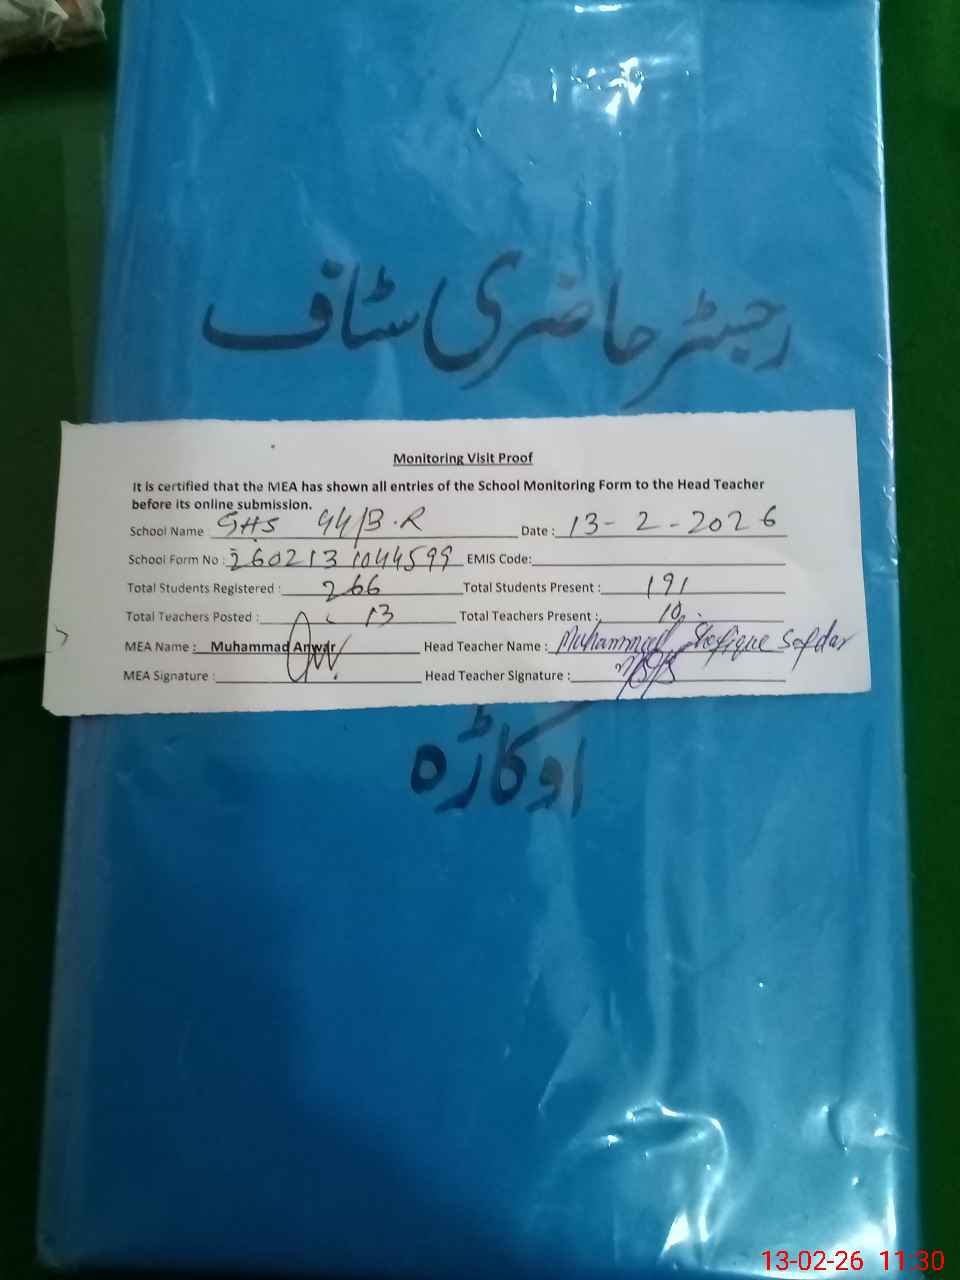 رجسٹر حاضری سٹاف
Monitoring Visit Proof
It is certified that the MEA has shown all entries of the School Monitoring Form to the Head Teacher
before its online submission.
School Name : GHS 44/3.R Date : 13-2-2026
School Form No : 2602131044599 EMIS Code:
Total Students Registered : 266 Total Students Present : 191
Total Teachers Posted : 13 Total Teachers Present : 10
MEA Name : Muhammad Anwar Head Teacher Name : Muhammad Shafique Safdar
MEA Signature : Head Teacher Signature :
اوکاڑہ
13-02-26 11:30